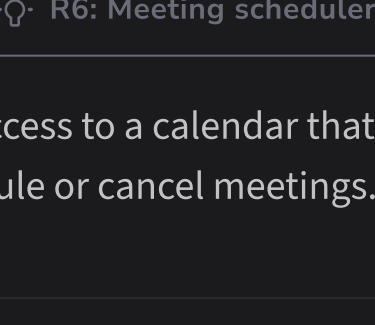 R6: Meeting scheduler
ccess to a calendar that
ule or cancel meetings.